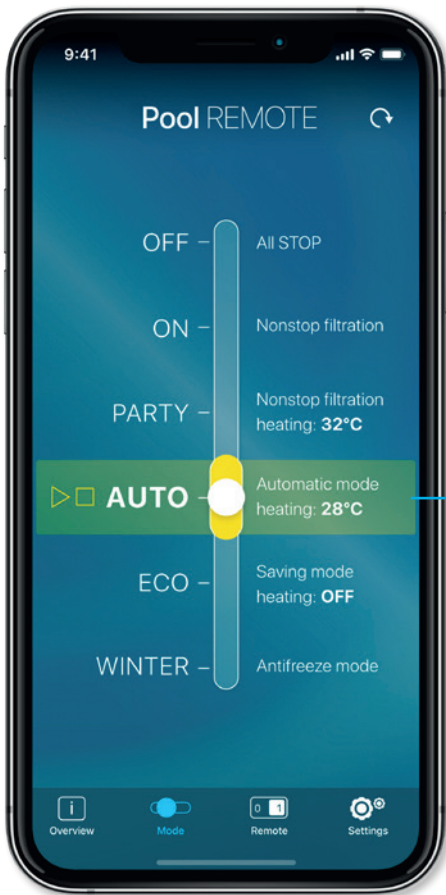 9:41
Pool REMOTE
OFF
All STOP
ON
Nonstop filtration
PARTY
Nonstop filtration
heating: 32°C
AUTO
Automatic mode
heating: 28°C
ECO
Saving mode
heating: OFF
WINTER
Antifreeze mode
i
0 1
Overview
Mode
Remote
Settings